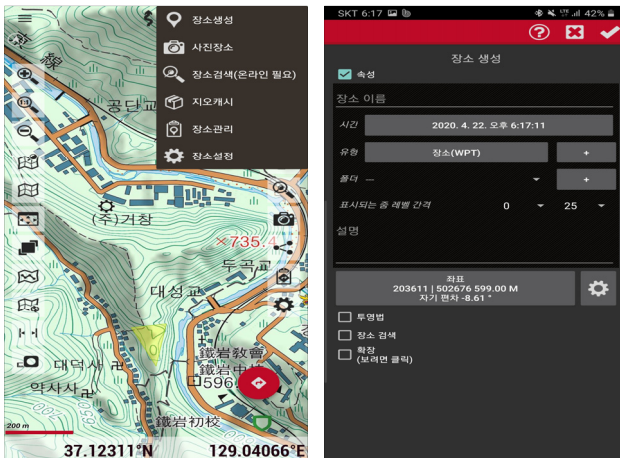 장소생성
사진장소
장소검색(온라인 필요)
지오캐시
장소관리
장소설정
공단교
(주)거창
×735.4
두곡교
대성교
鐵岩敎會
鐵岩中
596
대덕사
약사사
鐵岩初校
200 m
37.12311°N 129.04066°E
SKT 6:17 LTE 42%
장소 생성
속성
장소 이름
시간 2020. 4. 22. 오후 6:17:11
유형 장소(WPT) +
폴더 — +
표시되는 줌 레벨 간격 0 25
설명
좌표
203611 | 502676 599.00 M
자기 편차 -8.61 °
투영법
장소 검색
확장
(보려면 클릭)